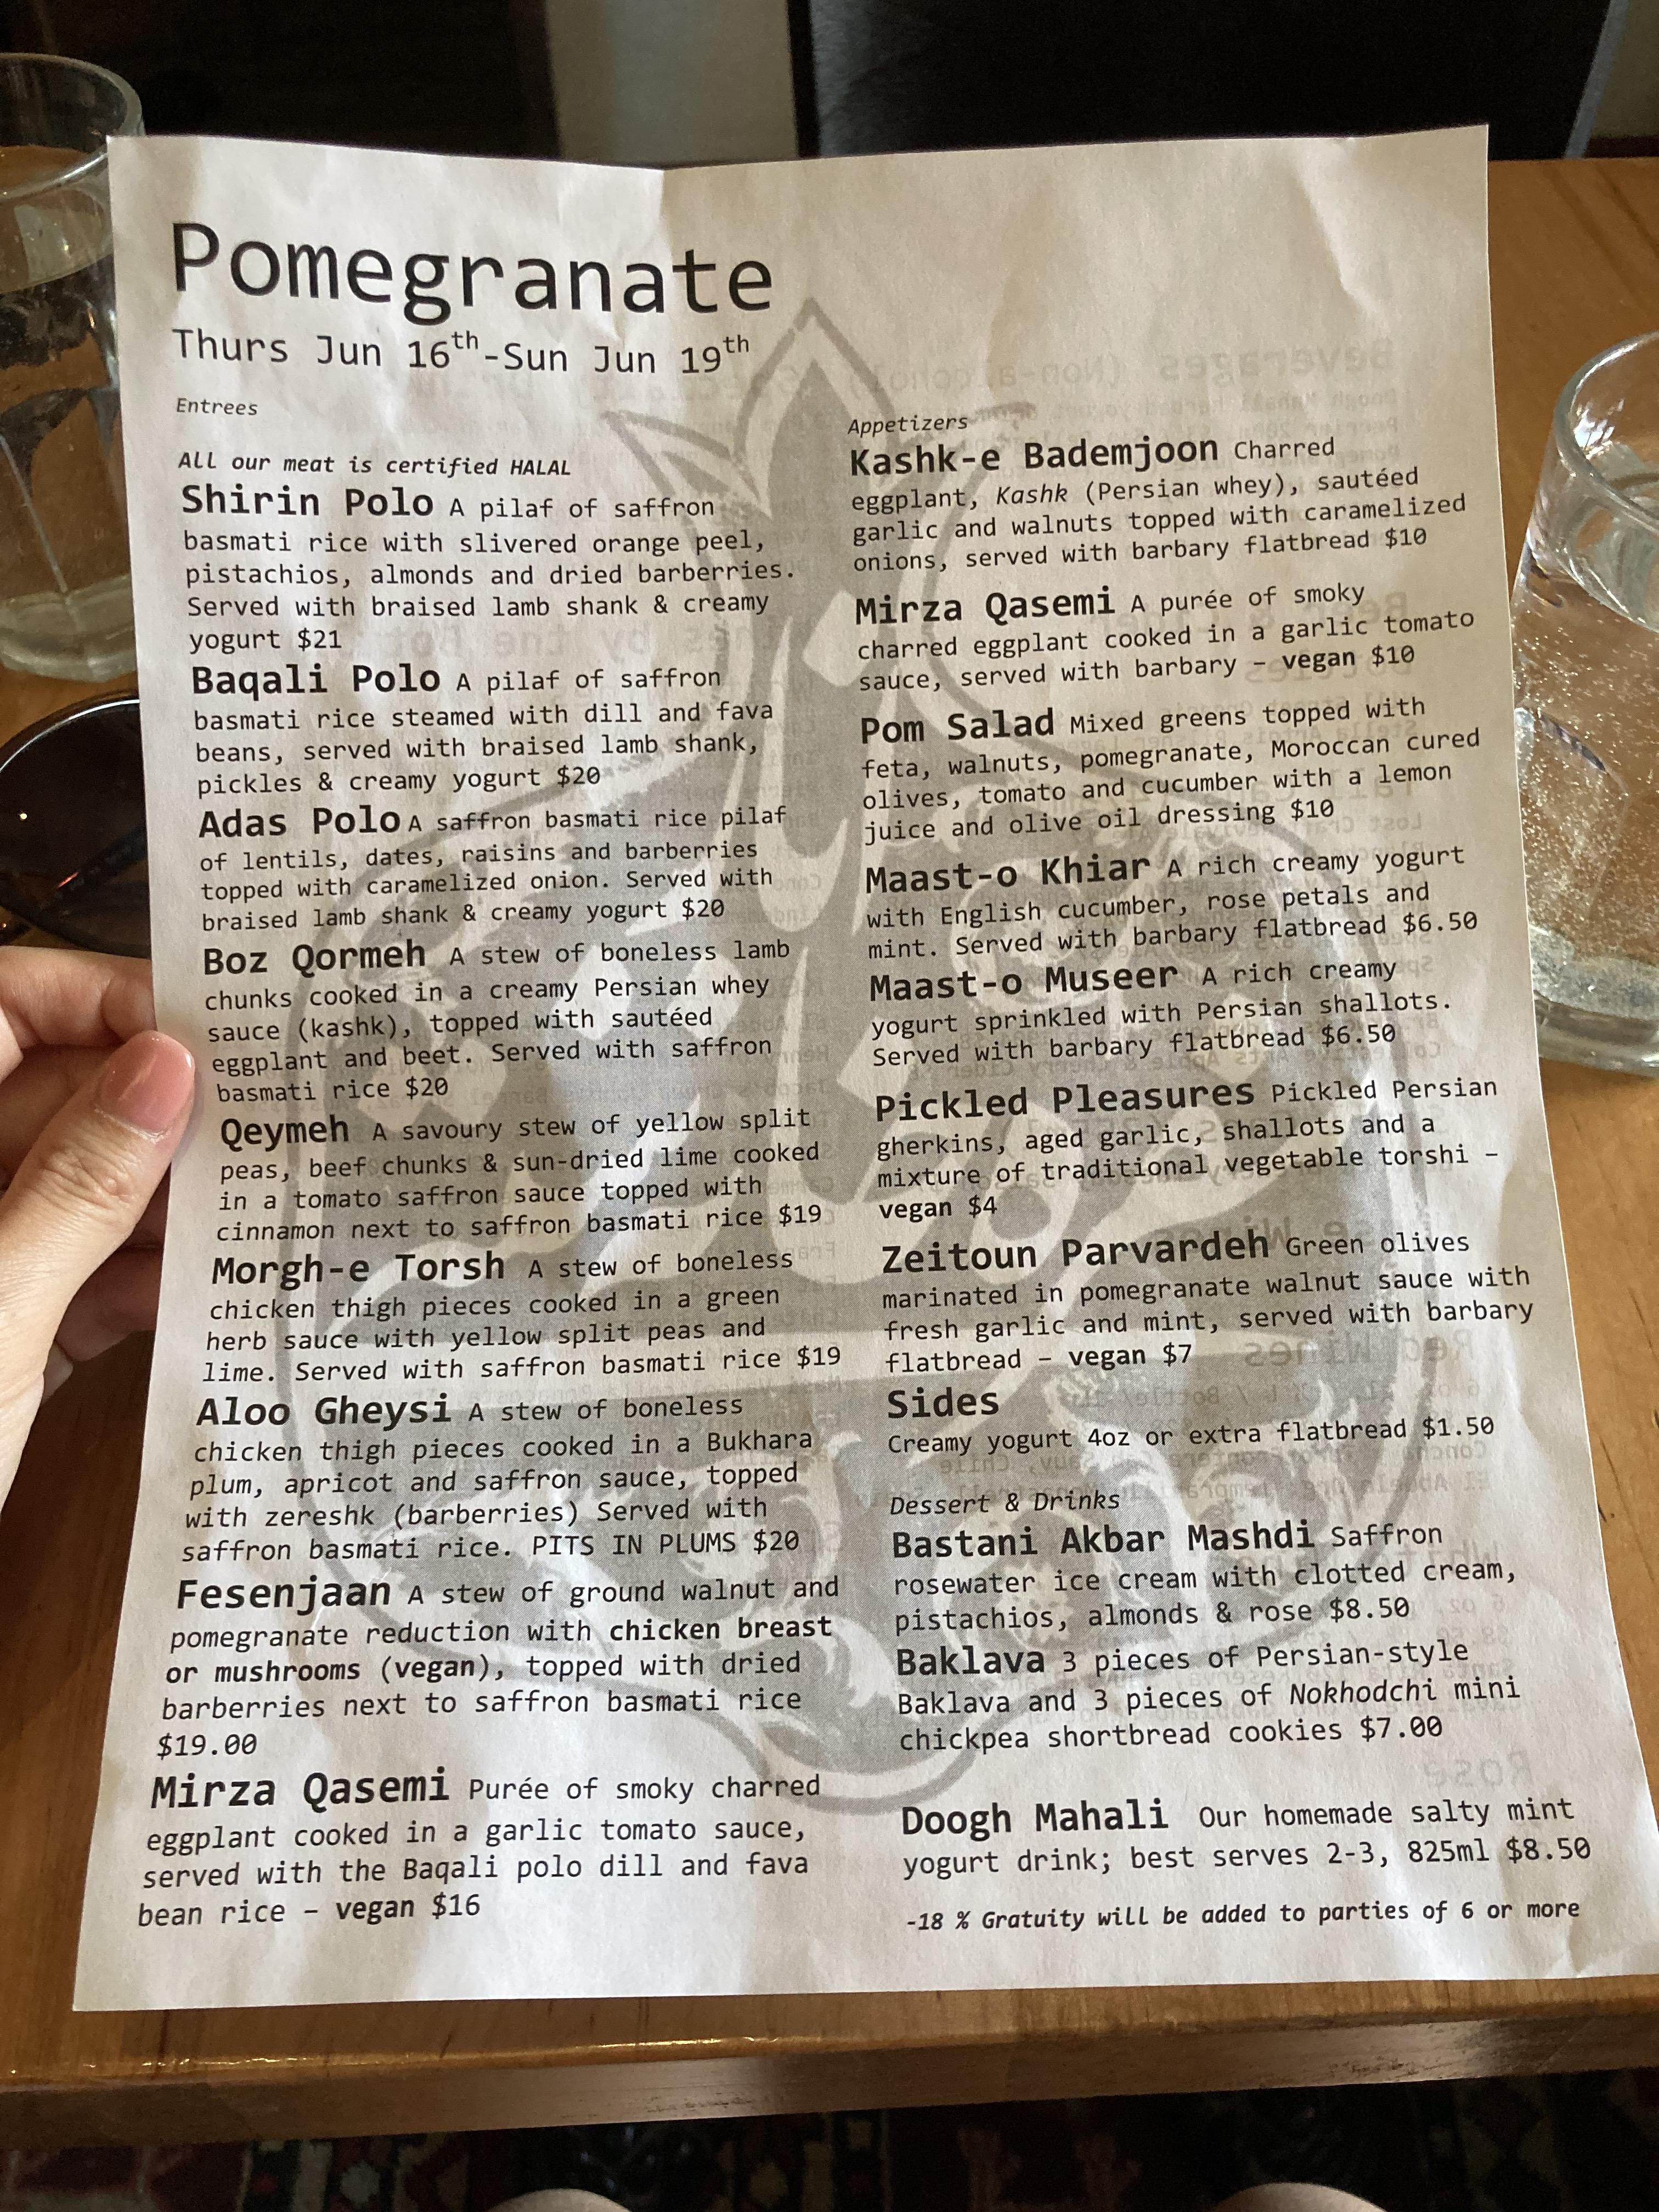 Pomegranate
Thurs Jun 16th-Sun Jun 19th
Entrees
ALL our meat is certified HALAL
Shirin Polo A pilaf of saffron
basmati rice with slivered orange peel,
pistachios, almonds and dried barberries.
Served with braised lamb shank & creamy
yogurt $21
Baqali Polo A pilaf of saffron
basmati rice steamed with dill and fava
beans, served with braised lamb shank,
pickles & creamy yogurt $20
Adas Polo A saffron basmati rice pilaf
of lentils, dates, raisins and barberries
topped with caramelized onion. Served with
braised lamb shank & creamy yogurt $20
Boz Qormeh A stew of boneless lamb
chunks cooked in a creamy Persian whey
sauce (kashk), topped with sautéed
eggplant and beet. Served with saffron
basmati rice $20
Qeymeh A savoury stew of yellow split
peas, beef chunks & sun-dried lime cooked
in a tomato saffron sauce topped with
cinnamon next to saffron basmati rice $19
Morgh-e Torsh A stew of boneless
chicken thigh pieces cooked in a green
herb sauce with yellow split peas and
lime. Served with saffron basmati rice $19
Aloo Gheysi A stew of boneless
chicken thigh pieces cooked in a Bukhara
plum, apricot and saffron sauce, topped
with zereshk (barberries) Served with
saffron basmati rice. PITS IN PLUMS $20
Fesenjaan A stew of ground walnut and
pomegranate reduction with chicken breast
or mushrooms (vegan), topped with dried
barberries next to saffron basmati rice
$19.00
Mirza Qasemi Purée of smoky charred
eggplant cooked in a garlic tomato sauce,
served with the Baqali polo dill and fava
bean rice – vegan $16
Appetizers
Kashk-e Bademjoon Charred
eggplant, Kashk (Persian whey), sautéed
garlic and walnuts topped with caramelized
onions, served with barbary flatbread $10
Mirza Qasemi A purée of smoky
charred eggplant cooked in a garlic tomato
sauce, served with barbary – vegan $10
Pom Salad Mixed greens topped with
feta, walnuts, pomegranate, Moroccan cured
olives, tomato and cucumber with a lemon
juice and olive oil dressing $10
Maast-o Khiar A rich creamy yogurt
with English cucumber, rose petals and
mint. Served with barbary flatbread $6.50
Maast-o Museer A rich creamy
yogurt sprinkled with Persian shallots.
Served with barbary flatbread $6.50
Pickled Pleasures Pickled Persian
gherkins, aged garlic, shallots and a
mixture of traditional vegetable torshi –
vegan $4
Zeitoun Parvardeh Green olives
marinated in pomegranate walnut sauce with
fresh garlic and mint, served with barbary
flatbread – vegan $7
Sides
Creamy yogurt 4oz or extra flatbread $1.50
Dessert & Drinks
Bastani Akbar Mashdi Saffron
rosewater ice cream with clotted cream,
pistachios, almonds & rose $8.50
Baklava 3 pieces of Persian-style
Baklava and 3 pieces of Nokhodchi mini
chickpea shortbread cookies $7.00
Doogh Mahali Our homemade salty mint
yogurt drink; best serves 2-3, 825ml $8.50
-18 % Gratuity will be added to parties of 6 or more